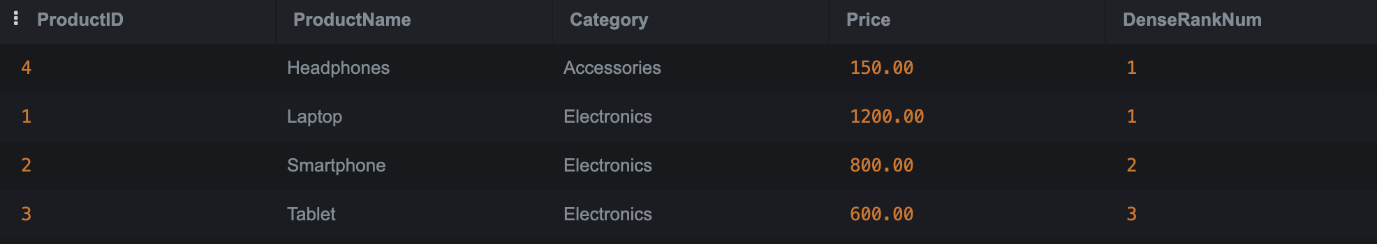 ProductID ProductName Category Price DenseRankNum
4 Headphones Accessories 150.00 1
1 Laptop Electronics 1200.00 1
2 Smartphone Electronics 800.00 2
3 Tablet Electronics 600.00 3